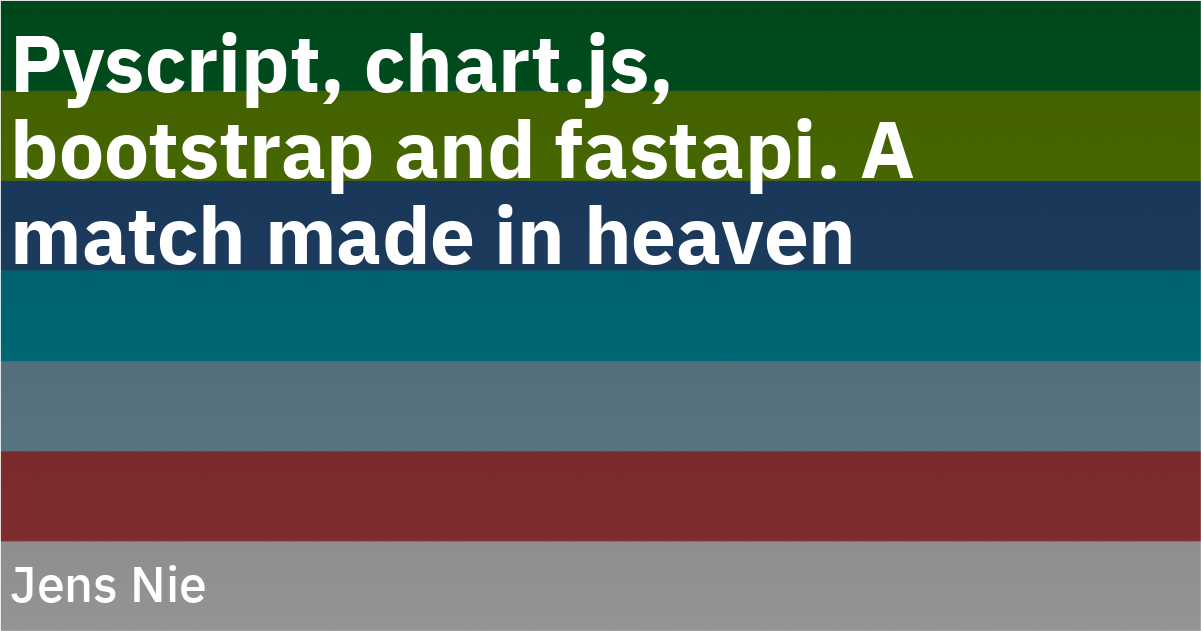 Pyscript, chart.js,
bootstrap and fastapi. A
match made in heaven
Jens Nie